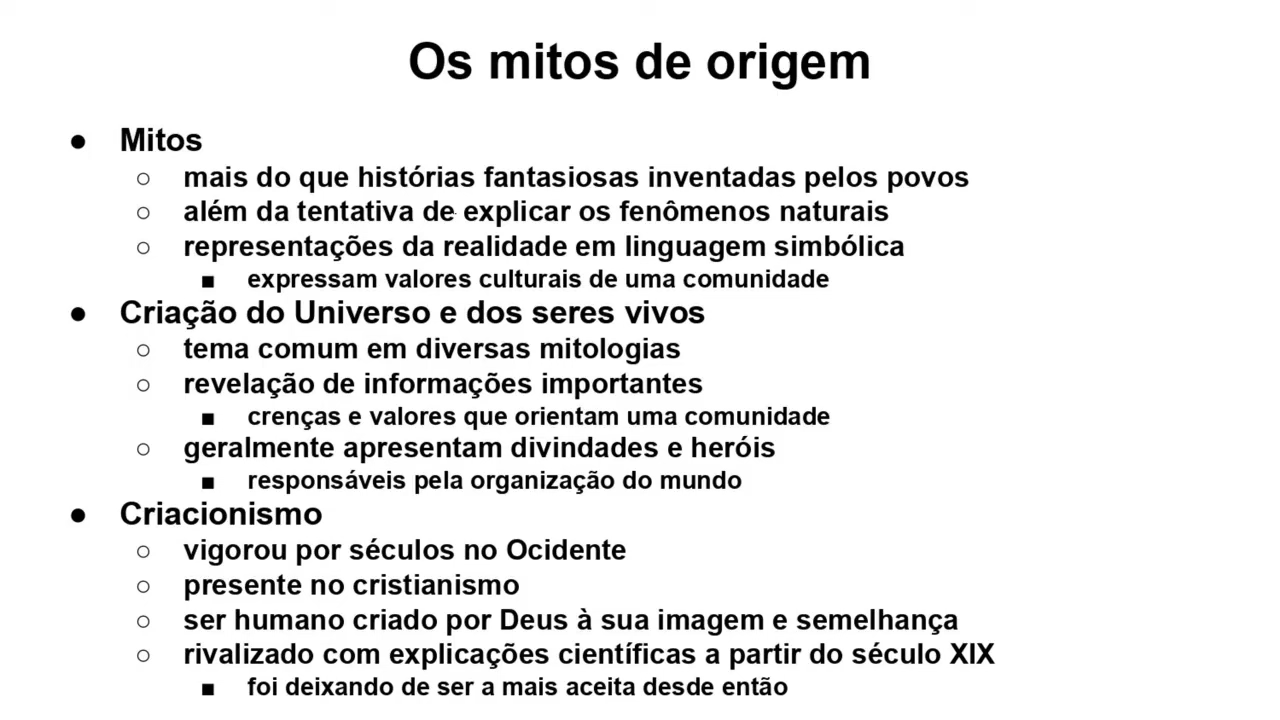 Os mitos de origem
● Mitos
○ mais do que histórias fantasiosas inventadas pelos povos
○ além da tentativa de explicar os fenômenos naturais
○ representações da realidade em linguagem simbólica
■ expressam valores culturais de uma comunidade
● Criação do Universo e dos seres vivos
○ tema comum em diversas mitologias
○ revelação de informações importantes
■ crenças e valores que orientam uma comunidade
○ geralmente apresentam divindades e heróis
■ responsáveis pela organização do mundo
● Criacionismo
○ vigorou por séculos no Ocidente
○ presente no cristianismo
○ ser humano criado por Deus à sua imagem e semelhança
○ rivalizado com explicações científicas a partir do século XIX
■ foi deixando de ser a mais aceita desde então